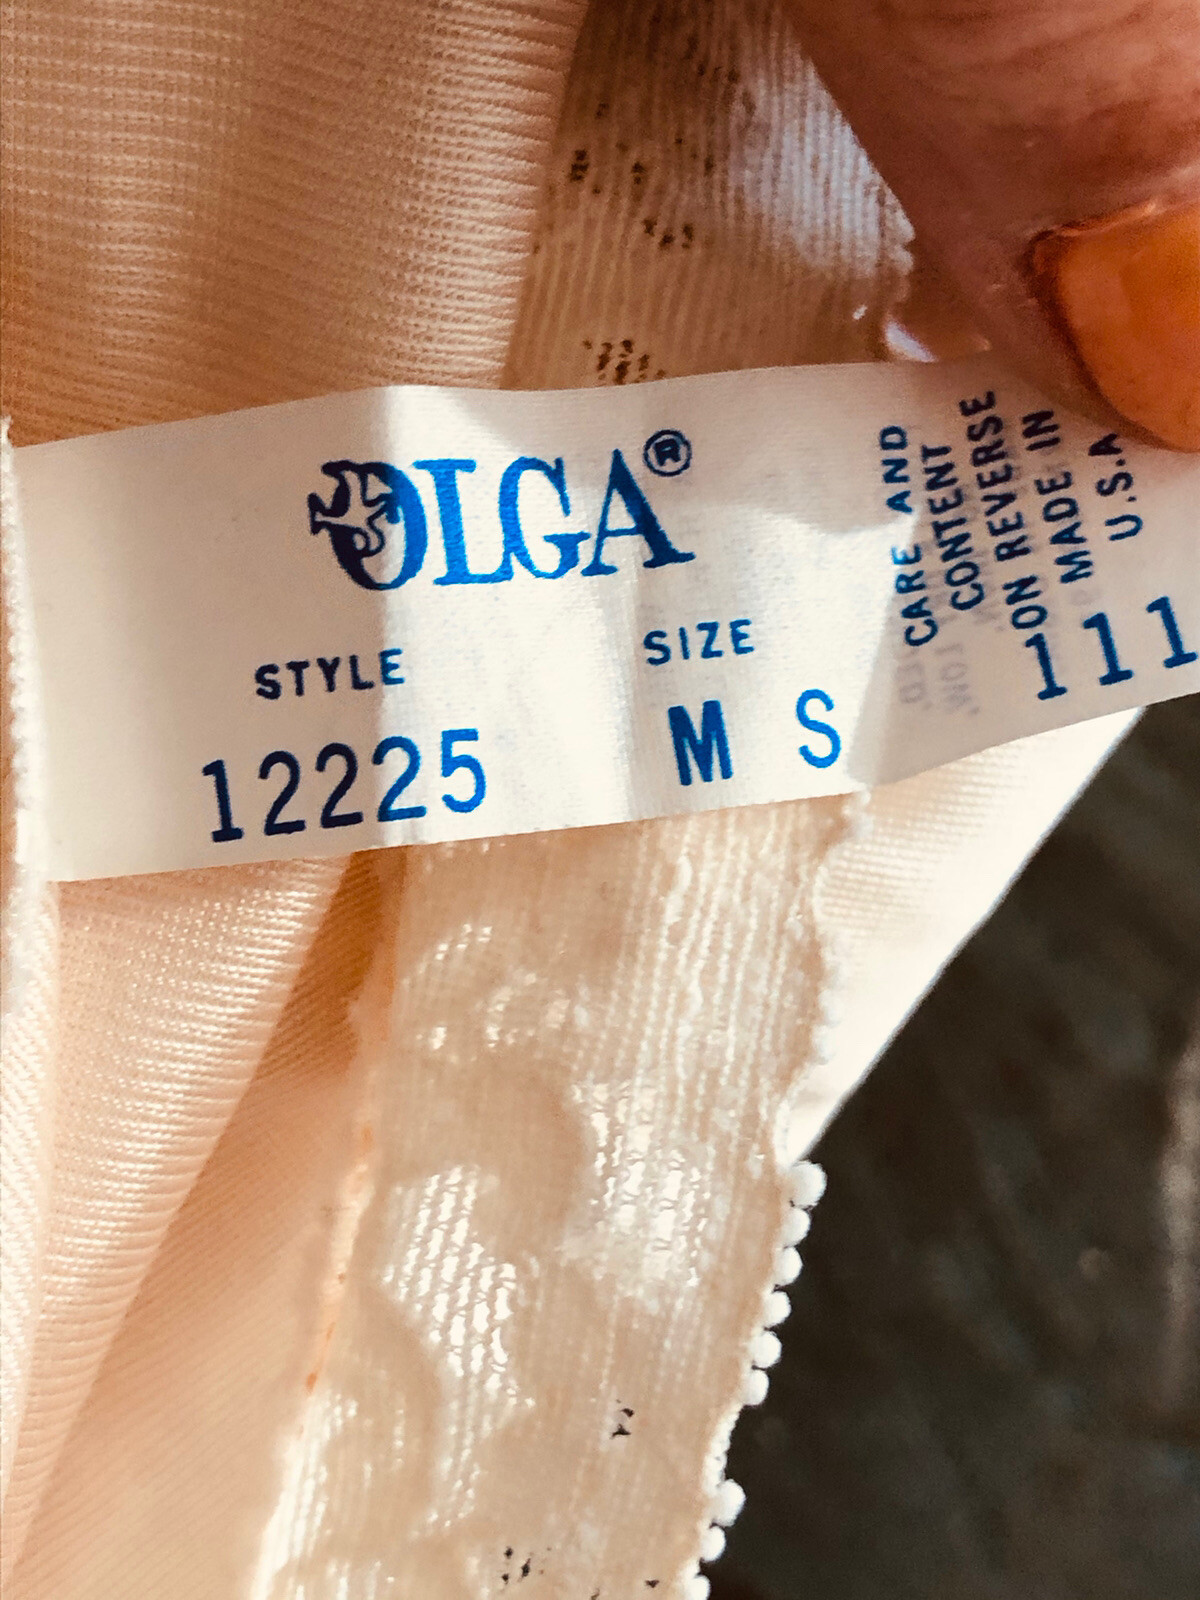 OLGA®
STYLE
SIZE
12225
M S
CARE AND
CONTENT
ON REVERSE
MADE IN
U.S.A
111